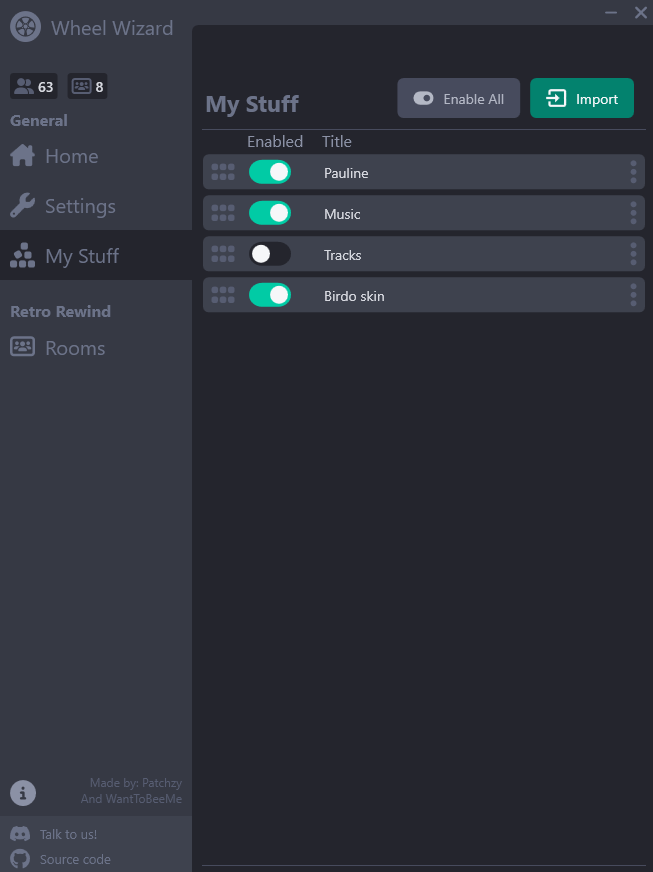 Wheel Wizard
63 8
General
Home
Settings
My Stuff
Retro Rewind
Rooms
Made by: Patchzy
And WantToBeeMe
Talk to us!
Source code
My Stuff
Enable All
Import
Enabled Title
Pauline
Music
Tracks
Birdo skin